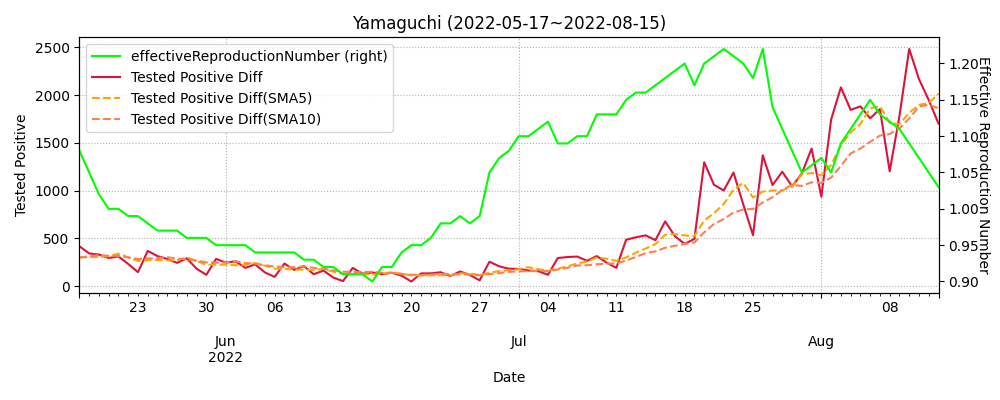 Yamaguchi (2022-05-17~2022-08-15)
effectiveReproductionNumber (right)
Tested Positive Diff
Tested Positive Diff(SMA5)
Tested Positive Diff(SMA10)
Tested Positive
2500
2000
1500
1000
500
0
Effective Reproduction Number
1.20
1.15
1.10
1.05
1.00
0.95
0.90
23 30 06 13 20 27 04 11 18 25 08
Jun Jul Aug
2022
Date